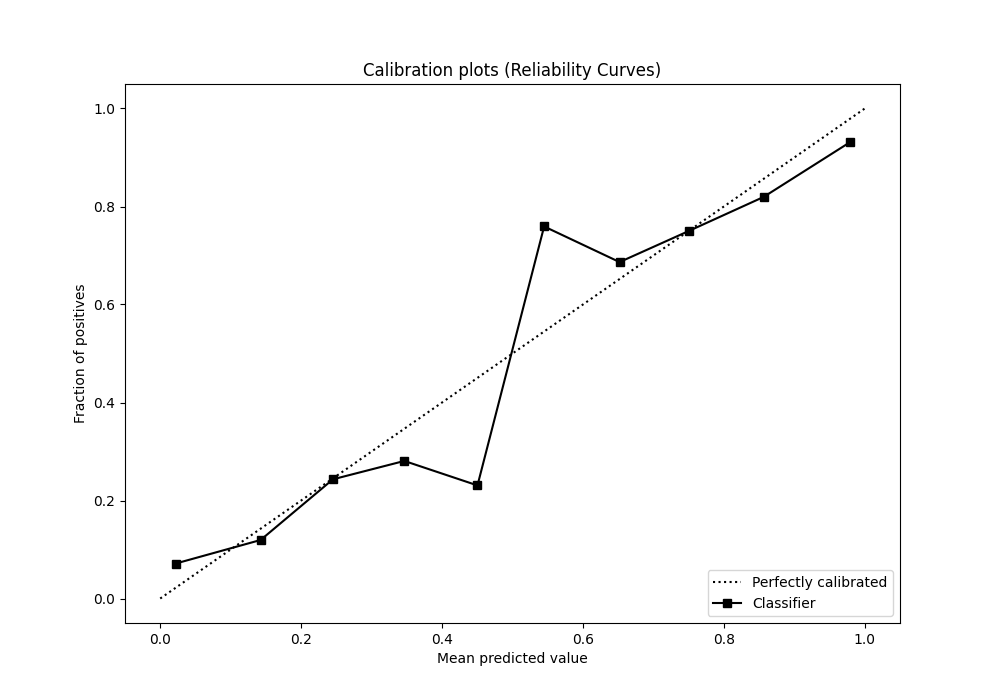 Calibration plots (Reliability Curves)
1.0
0.8
0.6
0.4
0.2
0.0
Fraction of positives
0.0 0.2 0.4 0.6 0.8 1.0
Mean predicted value
Perfectly calibrated
Classifier